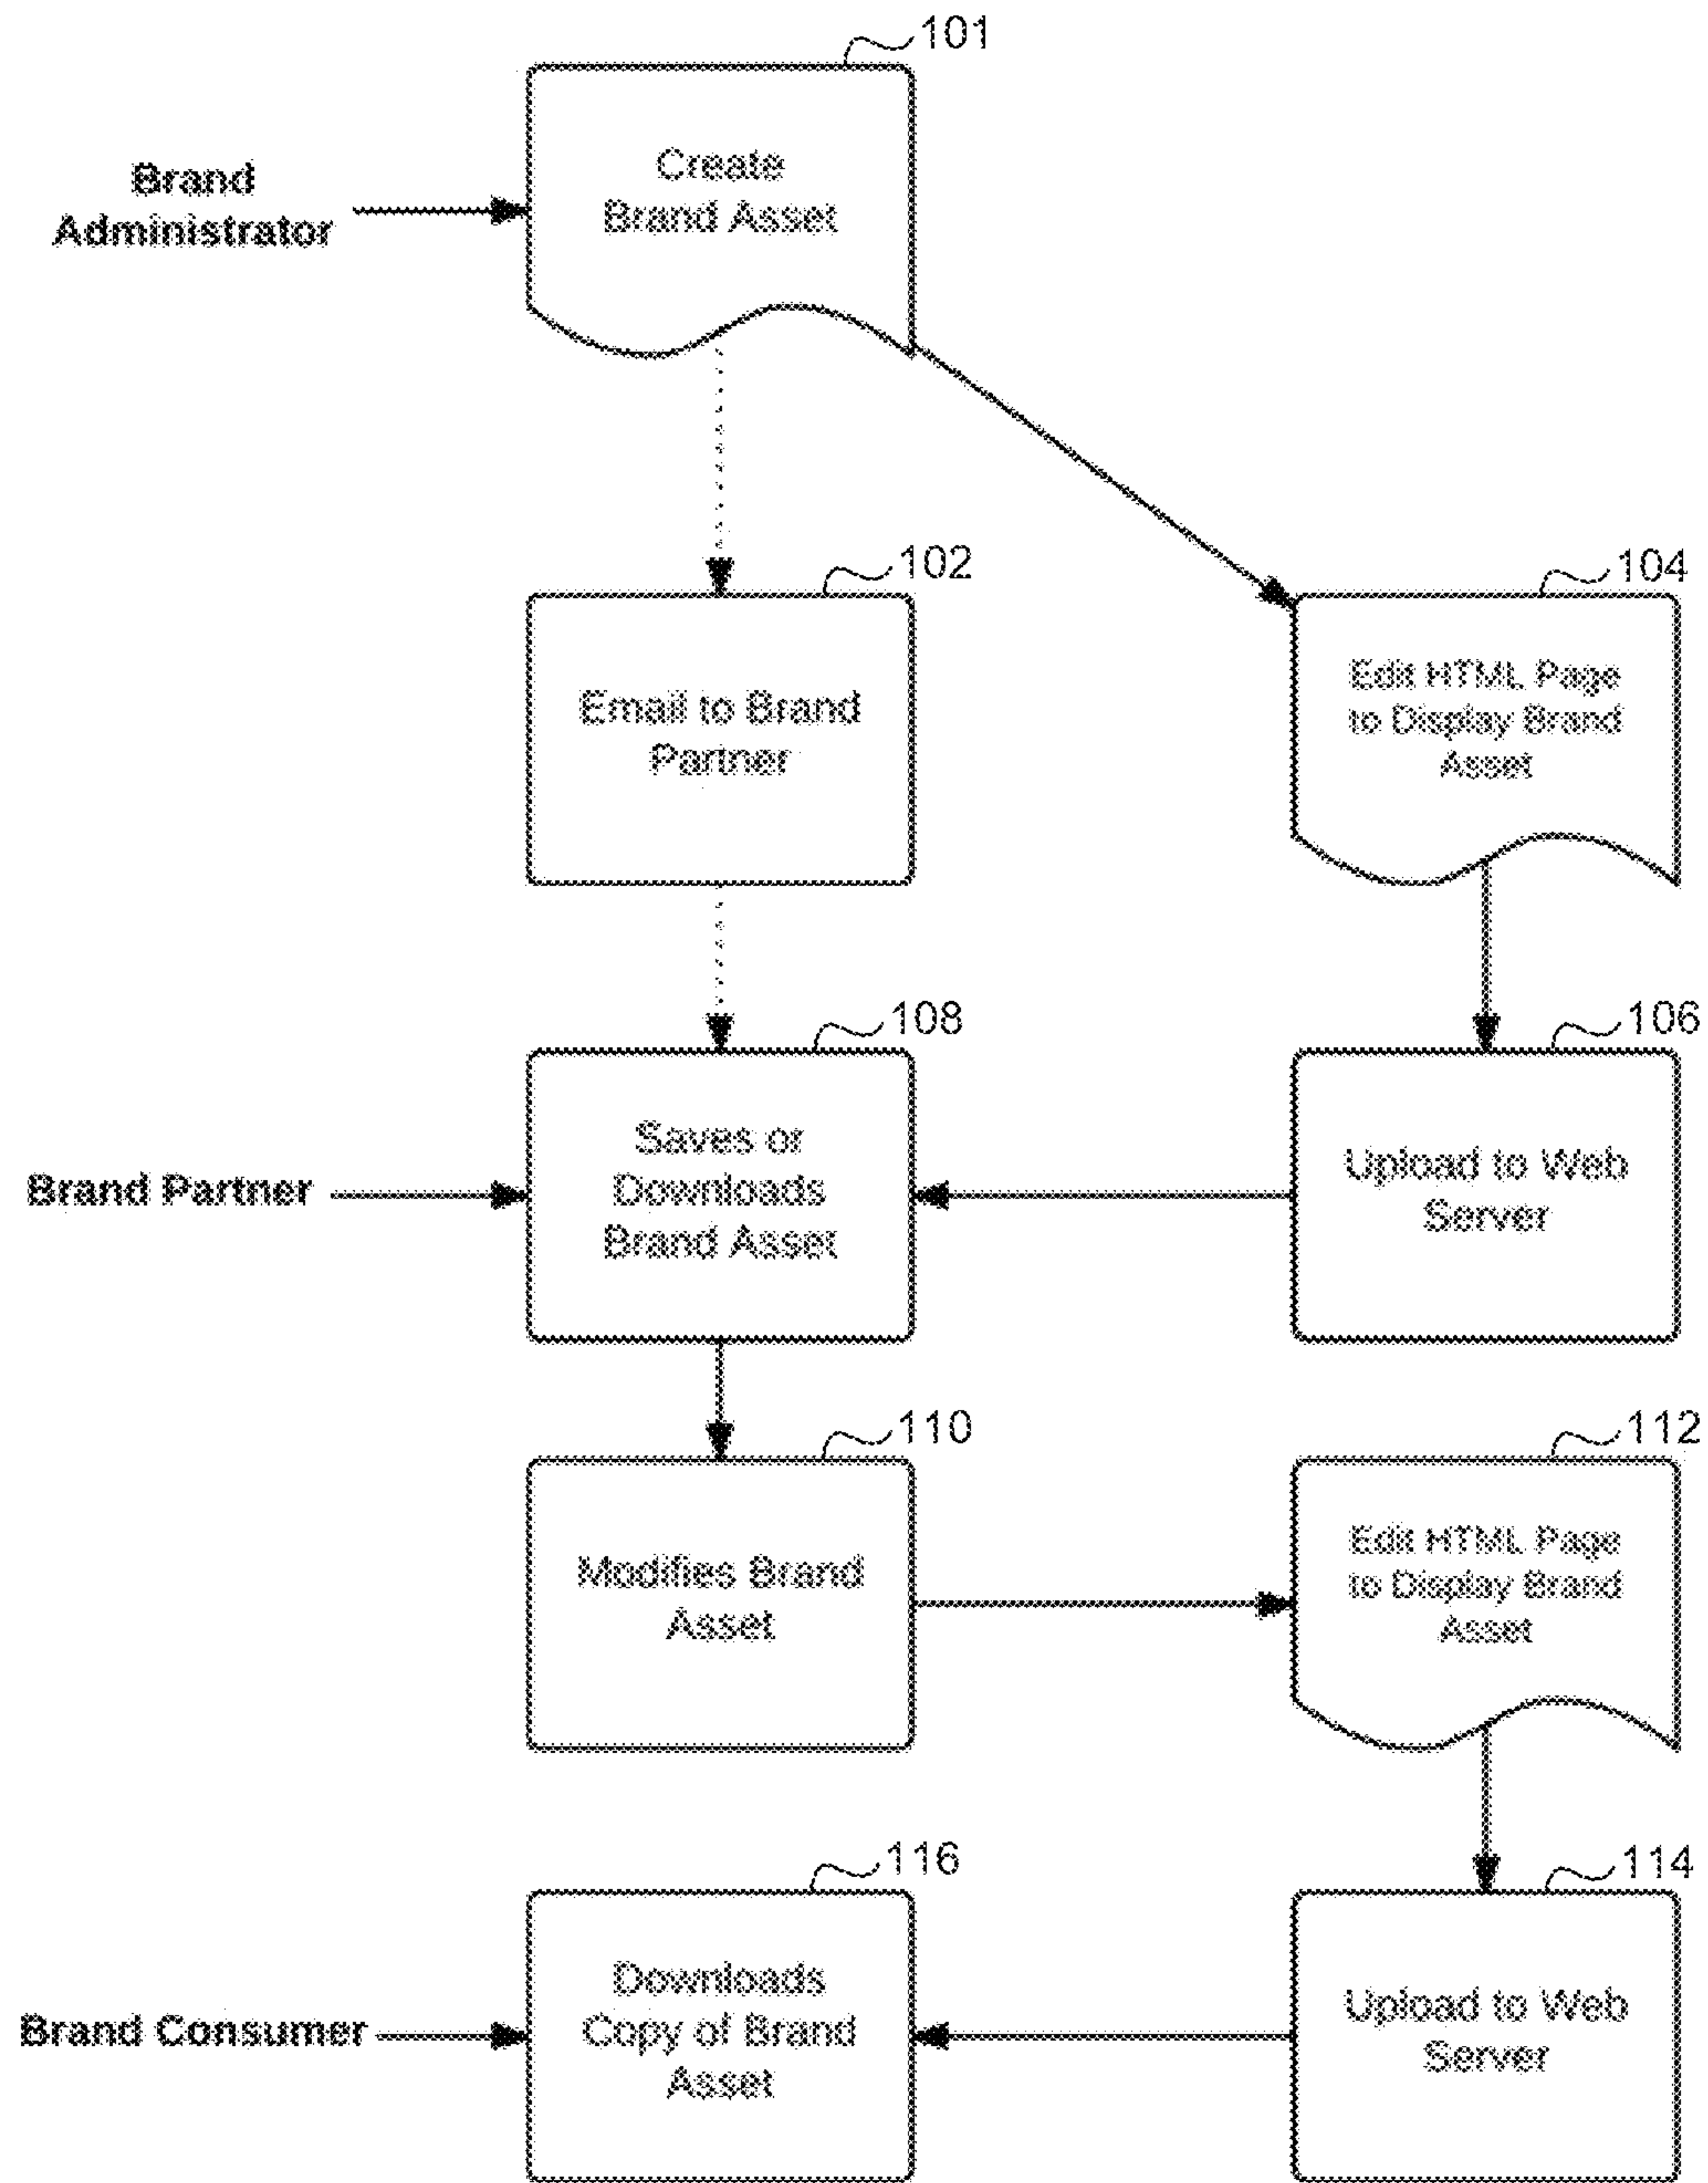 101
Brand
Administrator
Create
Brand Asset
102
Email to Brand
Partner
104
Edit HTML Page
to Display Brand
Asset
108
Brand Partner
Saves or
Downloads
Brand Asset
106
Upload to Web
Server
110
Modifies Brand
Asset
112
Edit HTML Page
to Display Brand
Asset
116
Brand Consumer
Downloads
Copy of Brand
Asset
114
Upload to Web
Server